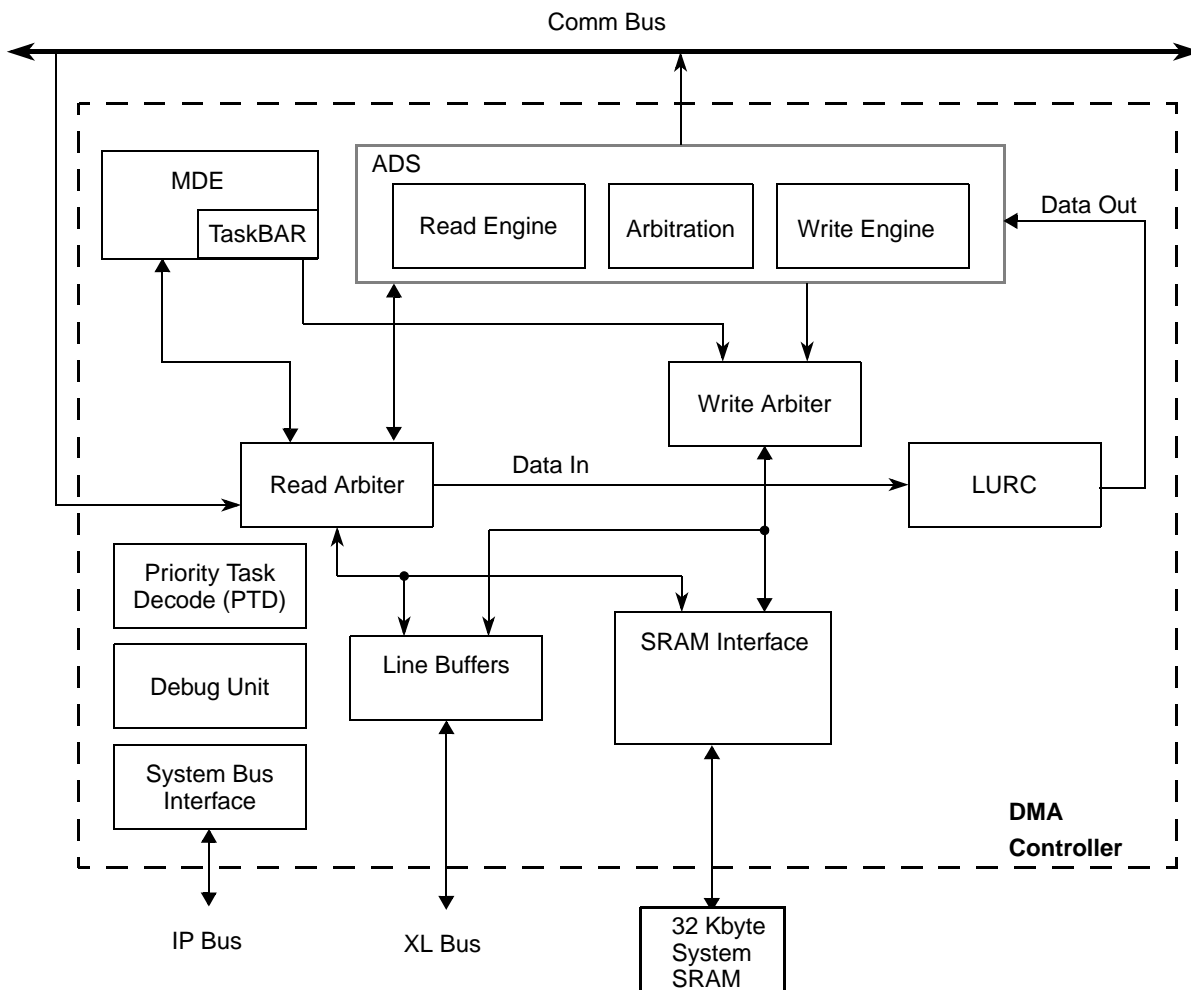 Comm Bus
ADS
MDE
TaskBAR
Read Engine
Arbitration
Write Engine
Data Out
Write Arbiter
Read Arbiter
Data In
LURC
Priority Task
Decode (PTD)
Line Buffers
SRAM Interface
Debug Unit
System Bus
Interface
DMA
Controller
IP Bus
XL Bus
32 Kbyte
System
SRAM